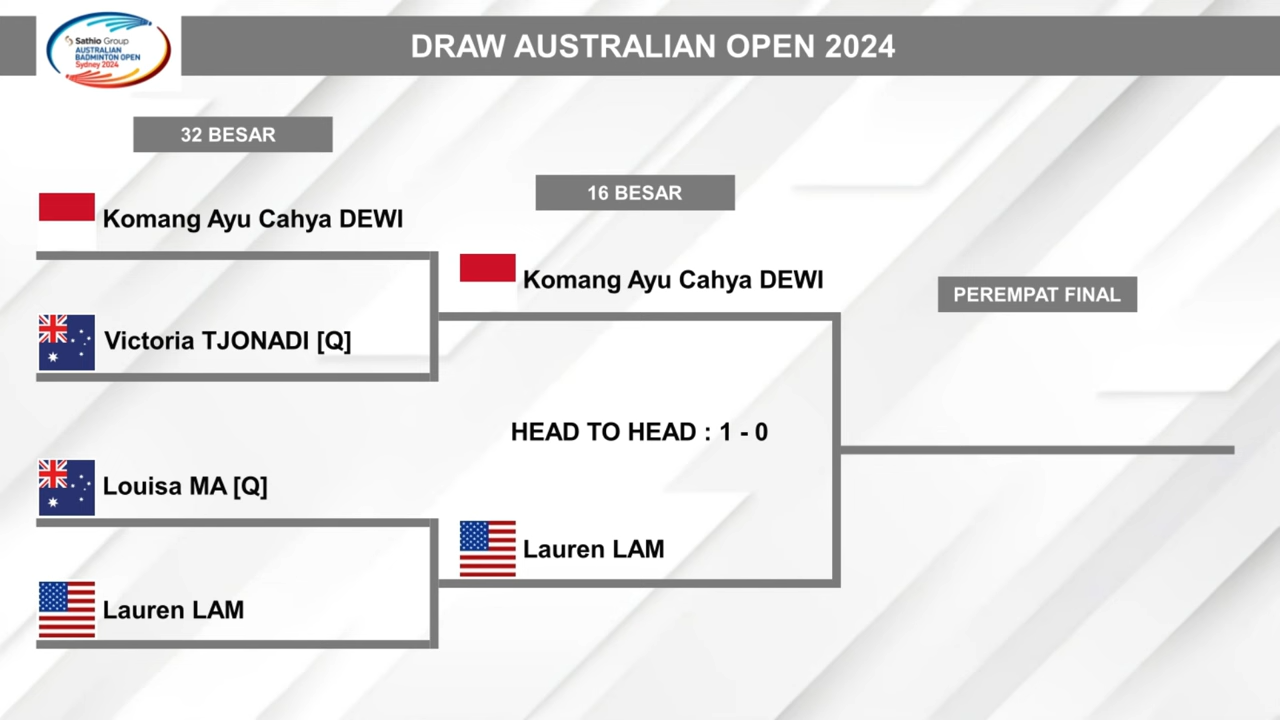 Sathio Group
AUSTRALIAN
BADMINTON OPEN
Sydney 2024
DRAW AUSTRALIAN OPEN 2024
32 BESAR
Komang Ayu Cahya DEWI
Victoria TJONADI [Q]
Louisa MA [Q]
Lauren LAM
16 BESAR
Komang Ayu Cahya DEWI
HEAD TO HEAD : 1 - 0
Lauren LAM
PEREMPAT FINAL